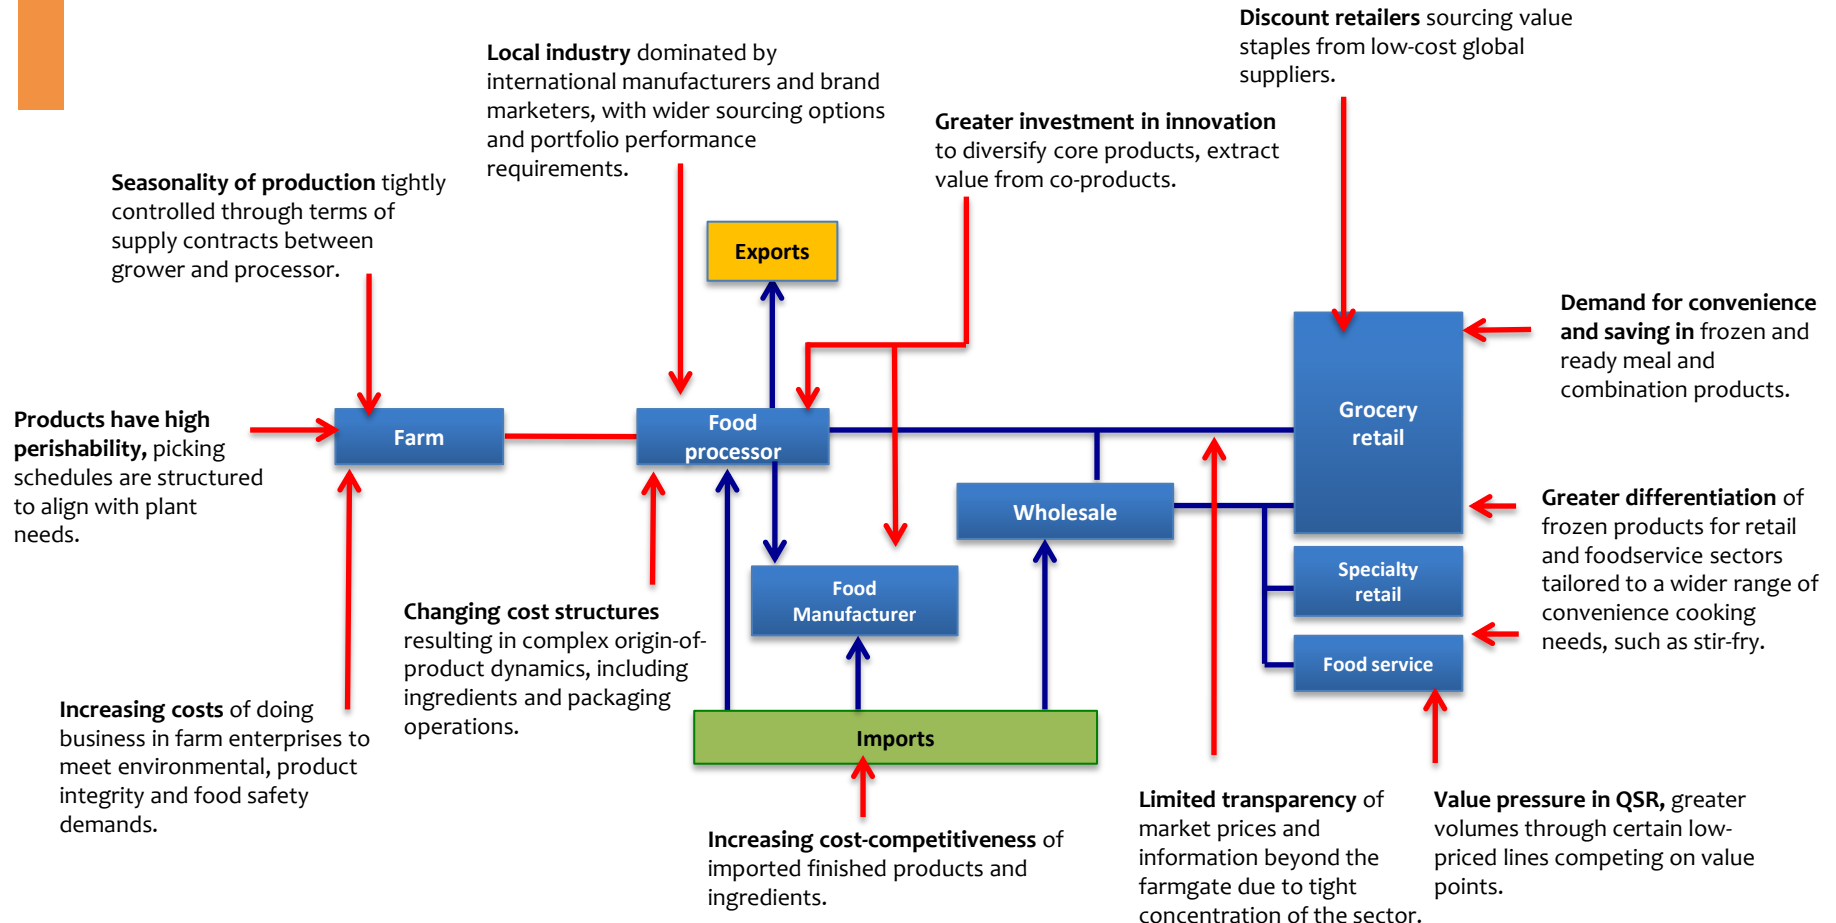 Discount retailers sourcing value
staples from low-cost global
suppliers.
Local industry dominated by
international manufacturers and brand
marketers, with wider sourcing options
and portfolio performance
requirements.
Greater investment in innovation
to diversify core products, extract
value from co-products.
Seasonality of production tightly
controlled through terms of
supply contracts between
grower and processor.
Exports
Demand for convenience
and saving in frozen and
ready meal and
combination products.
Products have high
perishability, picking
schedules are structured
to align with plant
needs.
Farm
Food
processor
Grocery
retail
Wholesale
Greater differentiation of
frozen products for retail
and foodservice sectors
tailored to a wider range of
convenience cooking
needs, such as stir-fry.
Specialty
retail
Food
Manufacturer
Food service
Changing cost structures
resulting in complex origin-of-
product dynamics, including
ingredients and packaging
operations.
Increasing costs of doing
business in farm enterprises to
meet environmental, product
integrity and food safety
demands.
Imports
Increasing cost-competitiveness of
imported finished products and
ingredients.
Limited transparency of
market prices and
information beyond the
farmgate due to tight
concentration of the sector.
Value pressure in QSR, greater
volumes through certain low-
priced lines competing on value
points.